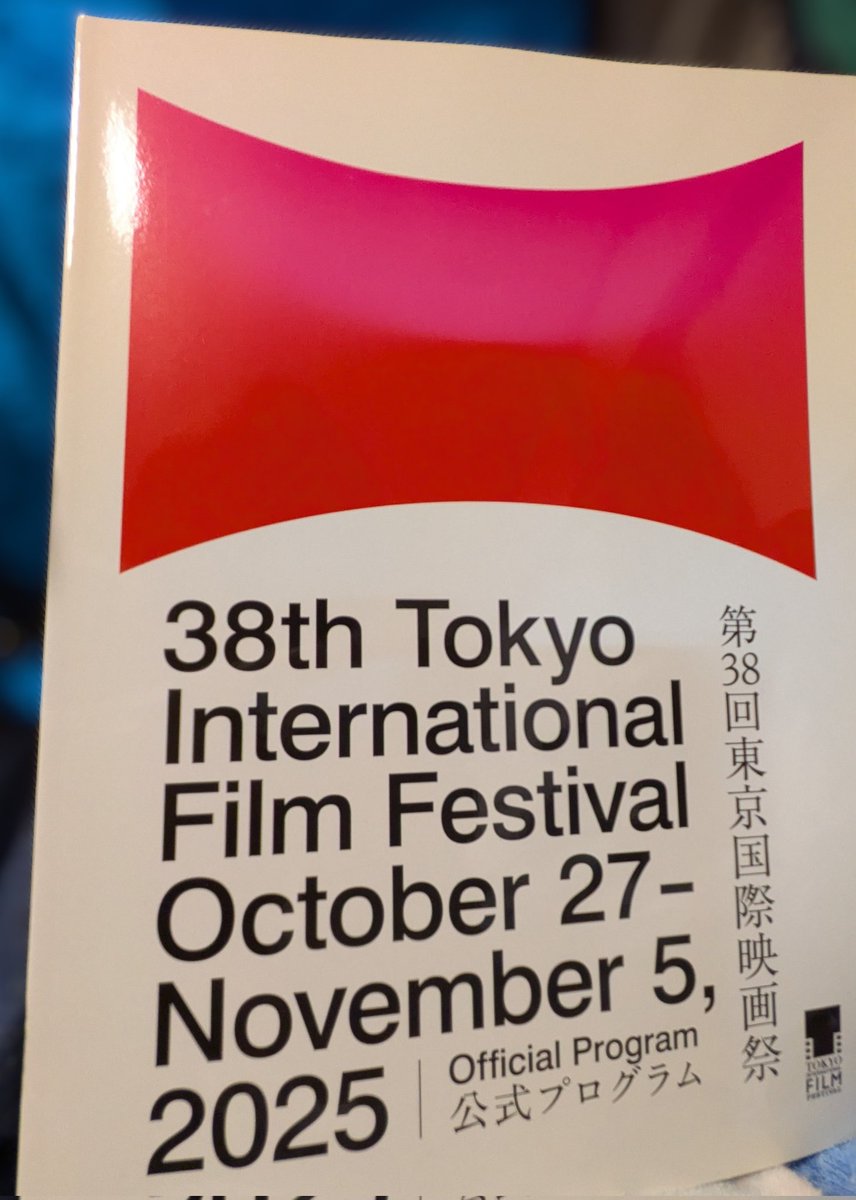 38th Tokyo
International
Film Festival
October 27–
November 5,
2025
Official Program
公式プログラム
第38回東京国際映画祭
TOKYO
FILM